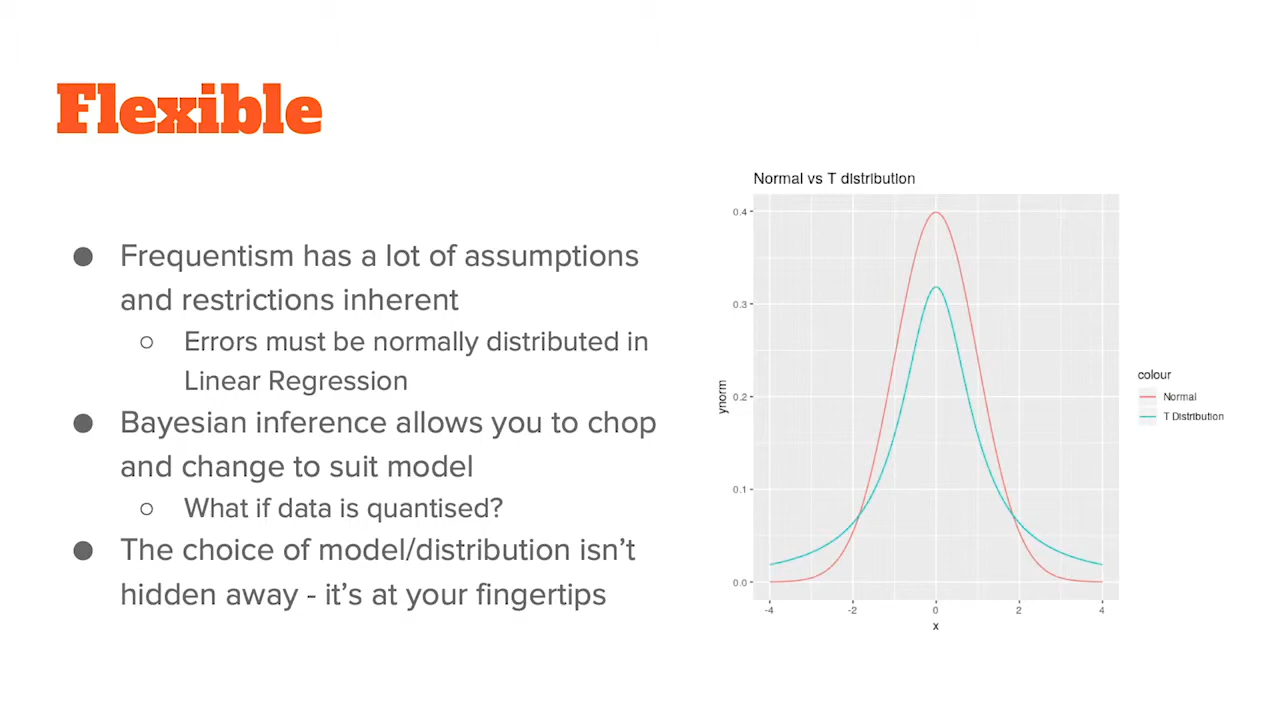 Flexible
● Frequentism has a lot of assumptions
and restrictions inherent
○ Errors must be normally distributed in
Linear Regression
● Bayesian inference allows you to chop
and change to suit model
○ What if data is quantised?
● The choice of model/distribution isn’t
hidden away - it’s at your fingertips
Normal vs T distribution
0.4
0.3
0.2
0.1
0.0
ynorm
-4 -2 0 2 4
x
colour
Normal
T Distribution